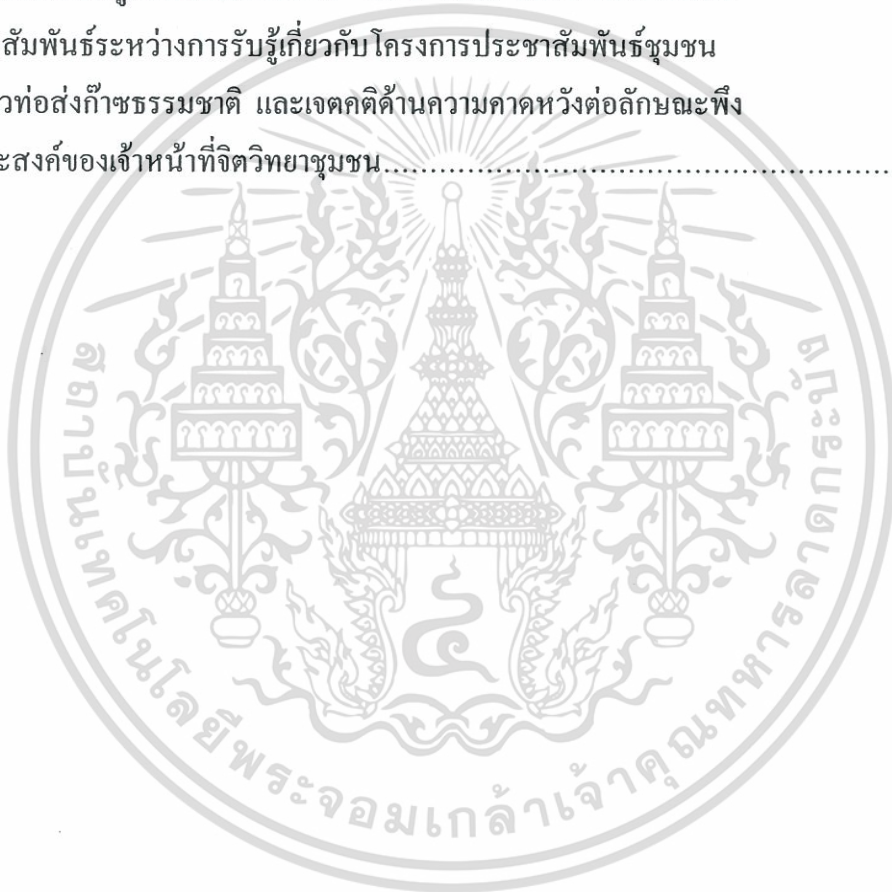 สัมพันธ์ระหว่างการรับรู้เกี่ยวกับโครงการประชาสัมพันธ์ชุมชน
วท่อส่งก๊าซธรรมชาติ และเจตคติด้านความคาดหวังต่อลักษณะพึง
ะสงค์ของเจ้าหน้าที่จิตวิทยาชุมชน
สถาบันเทคโนโลยีพระจอมเกล้าเจ้าคุณทหารลาดกระบัง